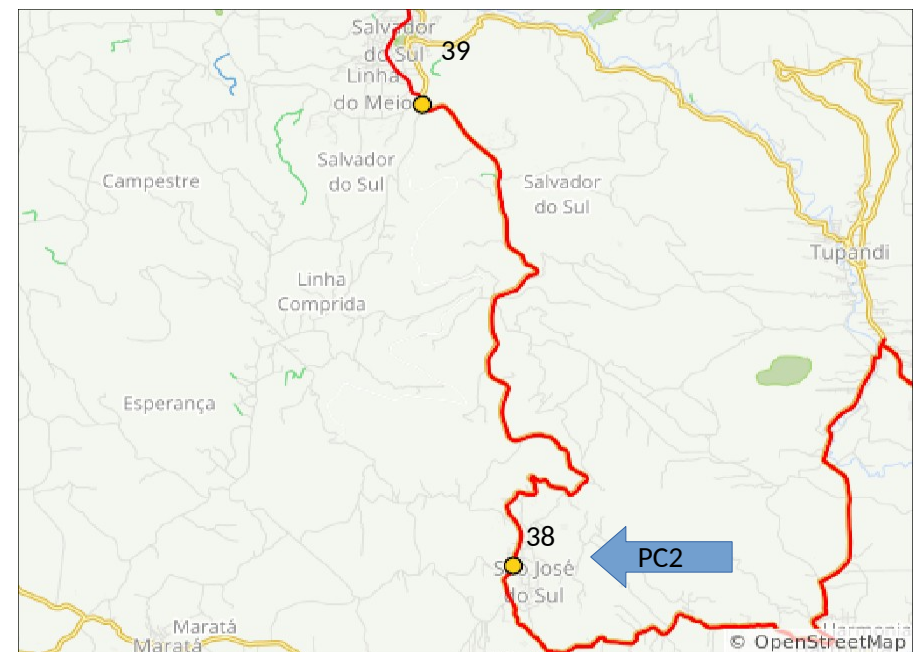 Salvador
do Sul
39
Linha
do Meio
Salvador
do Sul
Campestre
Salvador
do Sul
Tupandi
Linha
Comprida
Esperança
38
São José
do Sul
PC2
Maratá
Maratá
Harmonia
© OpenStreetMap